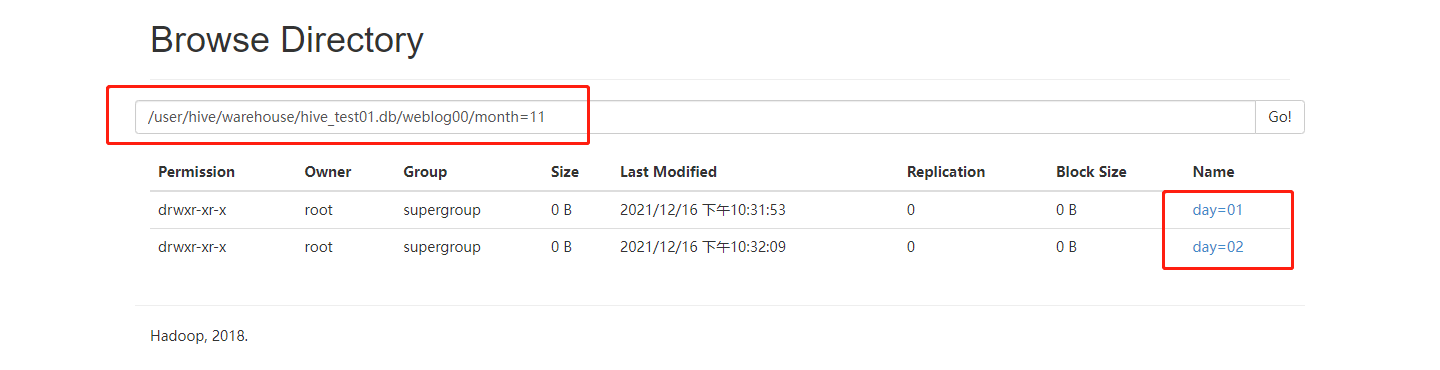 Browse Directory
/user/hive/warehouse/hive_test01.db/weblog00/month=11 Go!
Permission Owner Group Size Last Modified Replication Block Size Name
drwxr-xr-x root supergroup 0 B 2021/12/16 下午10:31:53 0 0 B day=01
drwxr-xr-x root supergroup 0 B 2021/12/16 下午10:32:09 0 0 B day=02
Hadoop, 2018.